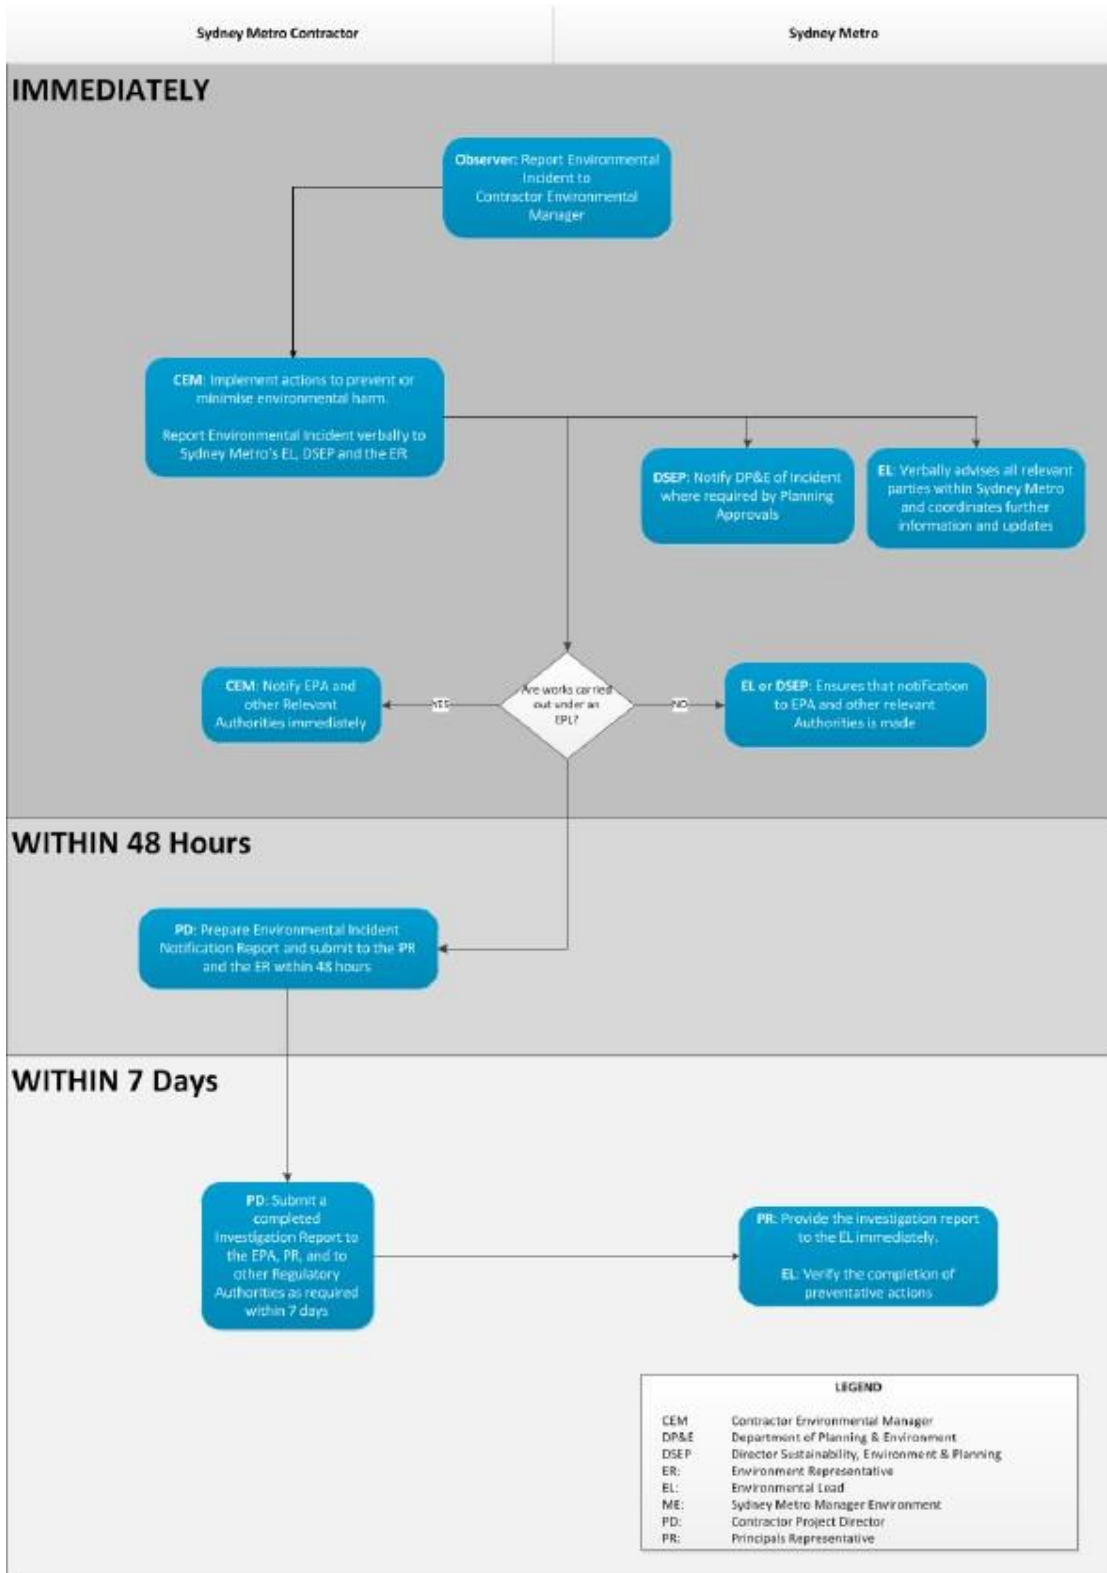 Sydney Metro Contractor
Sydney Metro
IMMEDIATELY
Observer: Report Environmental
Incident to
Contractor Environmental
Manager
CEM: Implement actions to prevent or
minimise environmental harm.
Report Environmental Incident verbally to
Sydney Metro's EL, DSEP and the ER
DSEP: Notify DP&E of Incident
where required by Planning
Approvals
EL: Verbally advises all relevant
parties within Sydney Metro
and coordinates further
information and updates
CEM: Notify EPA and
other Relevant
Authorities immediately
YES
Are works carried
out under an
EPL?
NO
EL or DSEP: Ensures that notification
to EPA and other relevant
Authorities is made
WITHIN 48 Hours
PD: Prepare Environmental Incident
Notification Report and submit to the PR
and the ER within 48 hours
WITHIN 7 Days
PD: Submit a
completed
Investigation Report to
the EPA, PR, and to
other Regulatory
Authorities as required
within 7 days
PR: Provide the investigation report
to the EL immediately.
EL: Verify the completion of
preventative actions
LEGEND
CEM Contractor Environmental Manager
DP&E Department of Planning & Environment
DSEP Director Sustainability, Environment & Planning
ER: Environment Representative
EL: Environmental Lead
ME: Sydney Metro Manager Environment
PD: Contractor Project Director
PR: Principals Representative